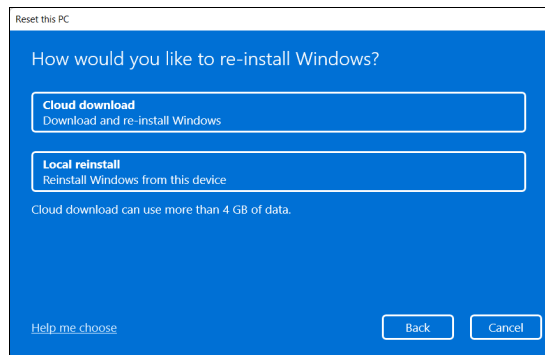 Reset this PC
How would you like to re-install Windows?
Cloud download
Download and re-install Windows
Local reinstall
Reinstall Windows from this device
Cloud download can use more than 4 GB of data.
Help me choose
Back
Cancel